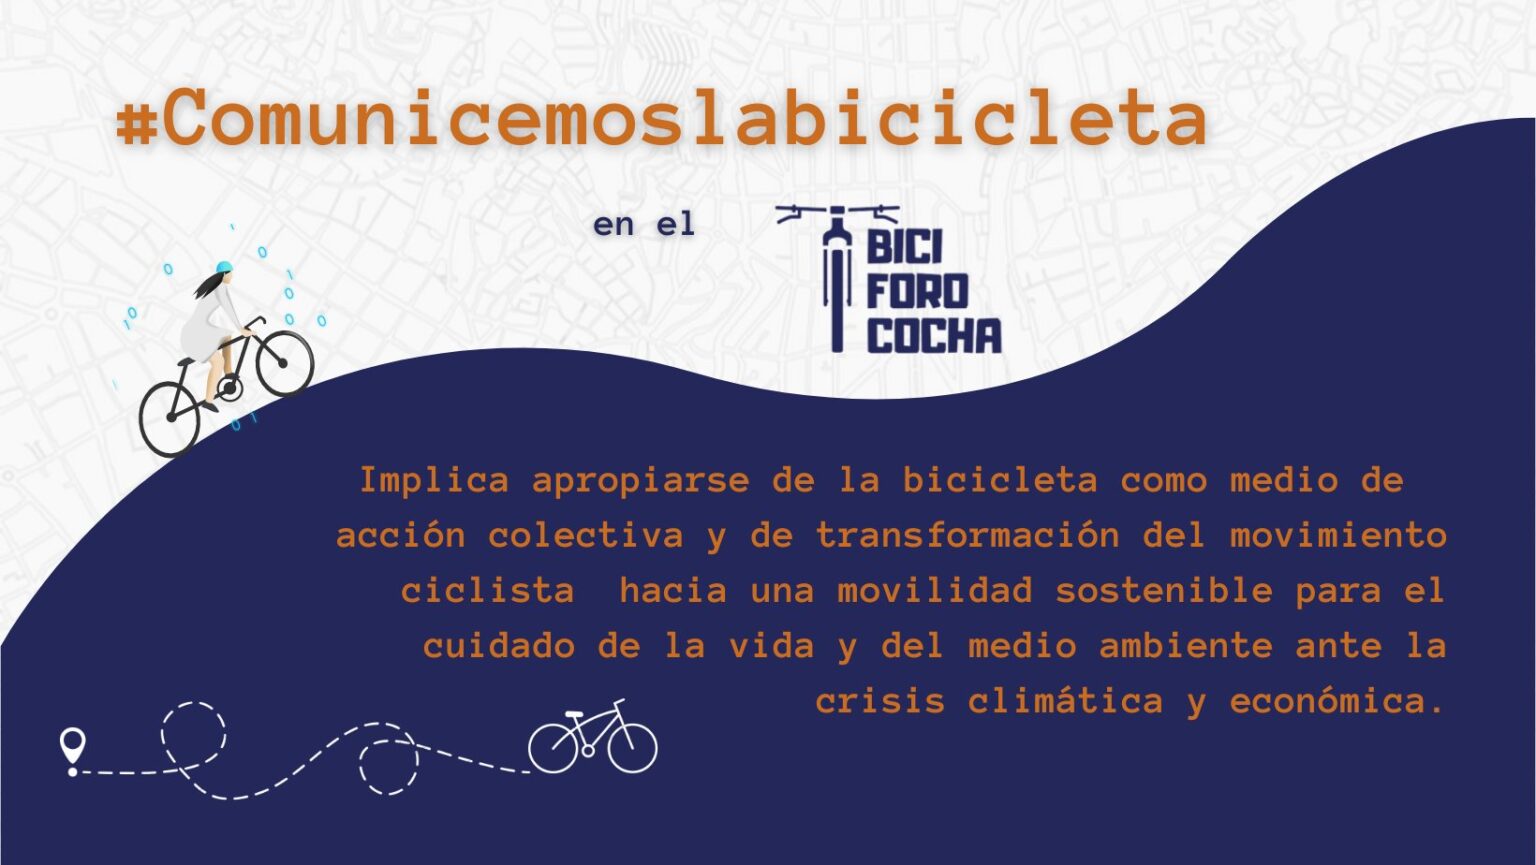 #Comunicemoslabicicleta
en el
BICI
FORO
COCHA
Implica apropiarse de la bicicleta como medio de
acción colectiva y de transformación del movimiento
ciclista hacia una movilidad sostenible para el
cuidado de la vida y del medio ambiente ante la
crisis climática y económica.